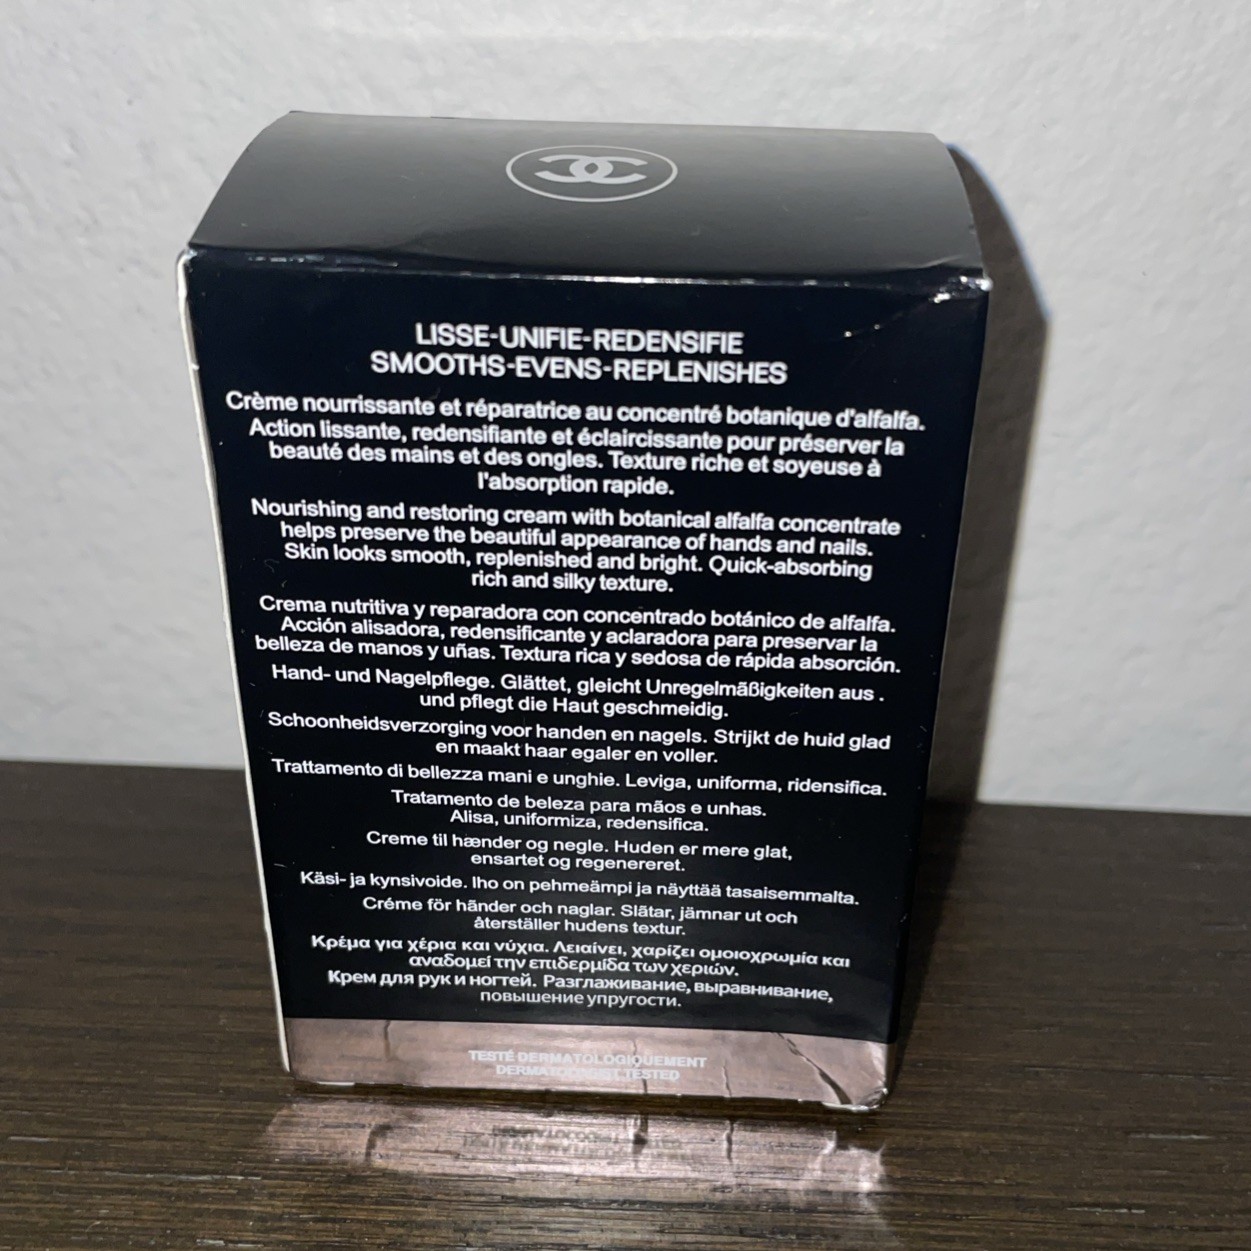 LISSE-UNIFIE-REDENSIFIE
SMOOTHS-EVENS-REPLENISHES
Crème nourrissante et réparatrice au concentré botanique d'alfalfa.
Action lissante, redensifiante et éclaircissante pour préserver la
beauté des mains et des ongles. Texture riche et soyeuse à
l'absorption rapide.
Nourishing and restoring cream with botanical alfalfa concentrate
helps preserve the beautiful appearance of hands and nails.
Skin looks smooth, replenished and bright. Quick-absorbing
rich and silky texture.
Crema nutritiva y reparadora con concentrado botánico de alfalfa.
Acción alisadora, redensificante y aclaradora para preservar la
belleza de manos y uñas. Textura rica y sedosa de rápida absorción.
Hand- und Nagelpflege. Glättet, gleicht Unregelmäßigkeiten aus .
und pflegt die Haut geschmeidig.
Schoonheidsverzorging voor handen en nagels. Strijkt de huid glad
en maakt haar egaler en voller.
Trattamento di bellezza mani e unghie. Leviga, uniforma, ridensifica.
Tratamento de beleza para mãos e unhas.
Alisa, uniformiza, redensifica.
Creme til hænder og negle. Huden er mere glat,
ensartet og regenereret.
Käsi- ja kynsivoide. Iho on pehmeämpi ja näyttää tasaisemmalta.
Créme för händer och naglar. Slätar, jämnar ut och
återställer hudens textur.
Κρέμα για χέρια και νύχια. Λειαίνει, χαρίζει ομοιοχρωμία και
αναδομεί την επιδερμίδα των χεριών.
Крем для рук и ногтей. Разглаживание, выравнивание,
повышение упругости.
TESTÉ DERMATOLOGIQUEMENT
DERMATOLOGIST TESTED